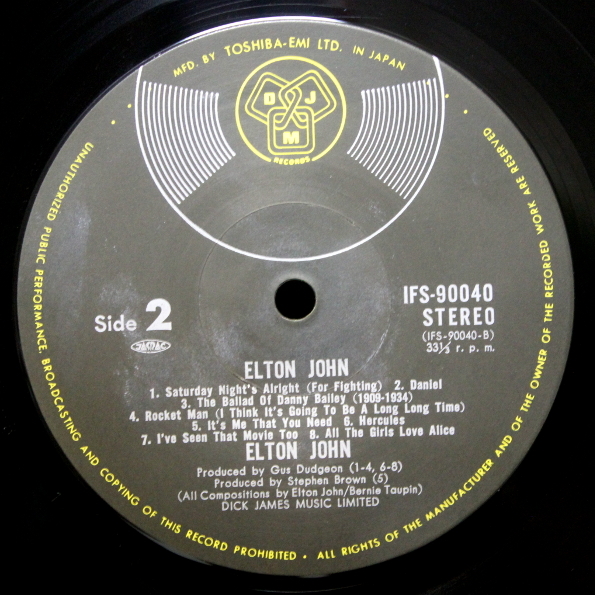 MFD. BY TOSHIBA-EMI LTD. IN JAPAN
D J
M
RECORDS
Side 2
JASRAC
IFS-90040
STEREO
(IFS-90040-B)
33⅓ r. p. m.
ELTON JOHN
1. Saturday Night's Alright (For Fighting) 2. Daniel
3. The Ballad Of Danny Bailey (1909-1934)
4. Rocket Man (I Think It's Going To Be A Long Long Time)
5. It's Me That You Need 6. Hercules
7. I've Seen That Movie Too 8. All The Girls Love Alice
ELTON JOHN
Produced by Gus Dudgeon (1-4, 6-8)
Produced by Stephen Brown (5)
(All Compositions by Elton John/Bernie Taupin)
DICK JAMES MUSIC LIMITED
UNAUTHORIZED PUBLIC PERFORMANCE, BROADCASTING AND COPYING OF THIS RECORD PROHIBITED • ALL RIGHTS OF THE MANUFACTURER AND OF THE OWNER OF THE RECORDED WORK ARE RESERVED